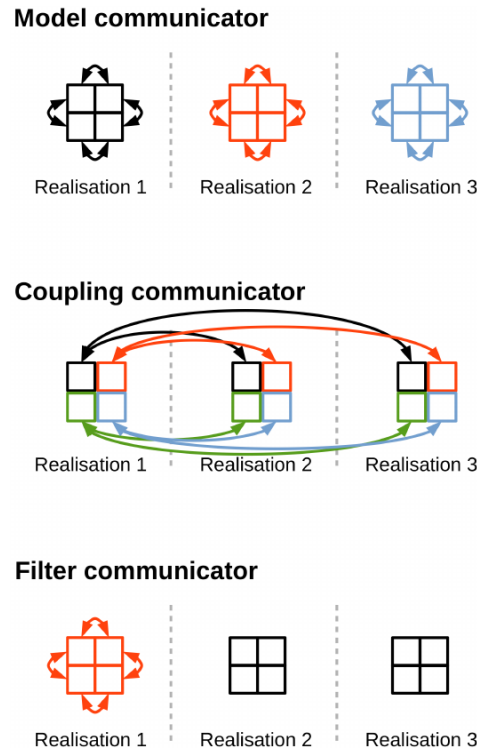 Model communicator
Realisation 1 Realisation 2 Realisation 3
Coupling communicator
Realisation 1 Realisation 2 Realisation 3
Filter communicator
Realisation 1 Realisation 2 Realisation 3